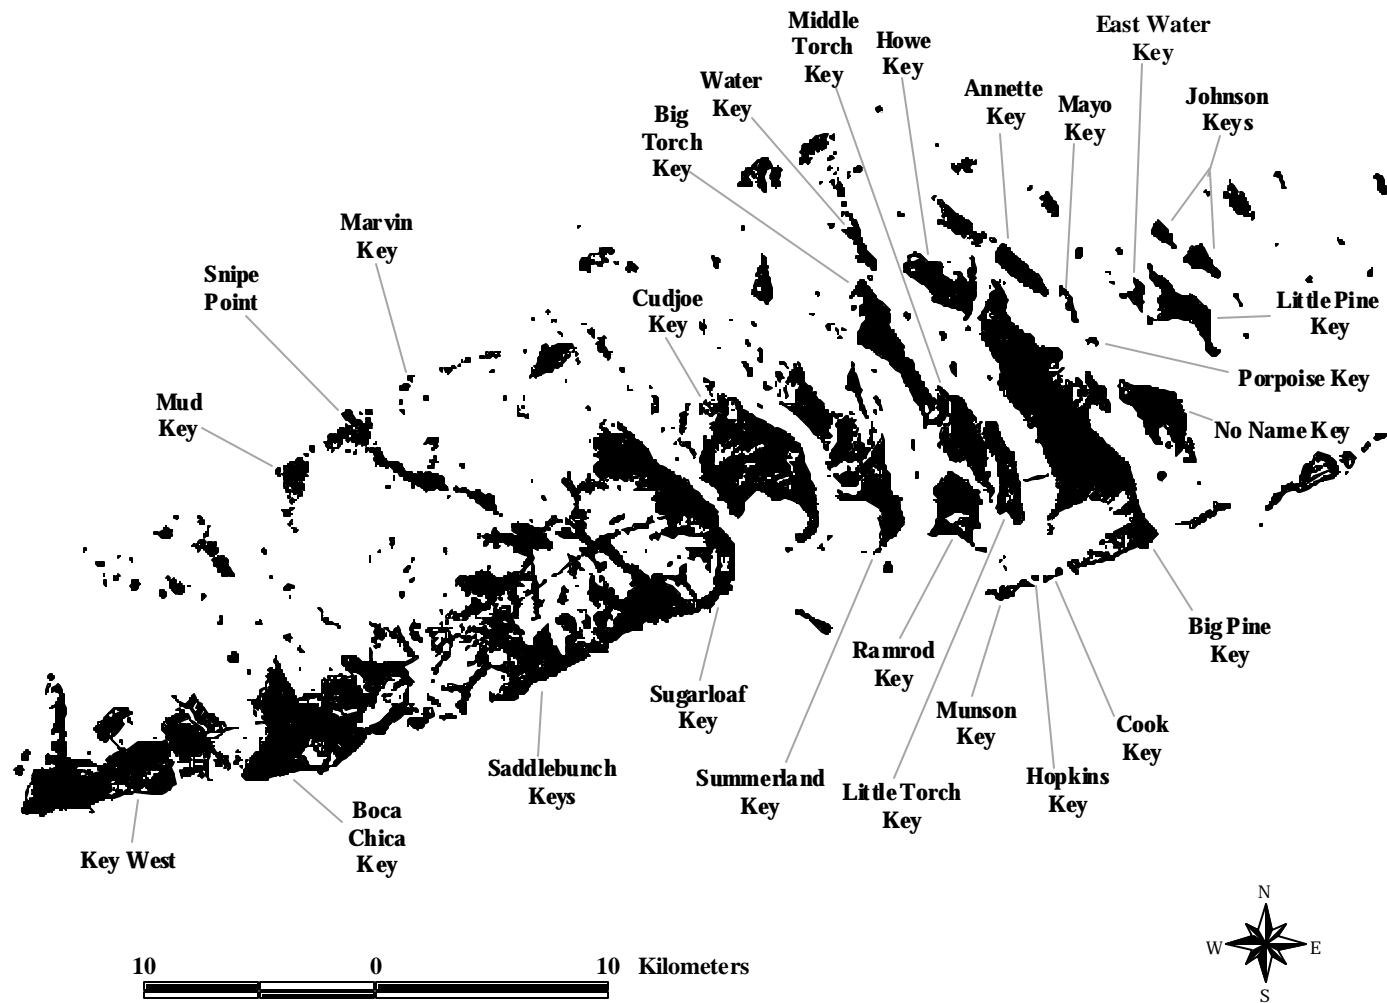 Middle
Torch
Key
Howe
Key
East Water
Key
Water
Key
Annette
Key
Mayo
Key
Johnson
Keys
Big
Torch
Key
Marvin
Key
Snipe
Point
Cudjoe
Key
Little Pine
Key
Mud
Key
Porpoise Key
No Name Key
Big Pine
Key
Ramrod
Key
Sugarloaf
Key
Munson
Key
Cook
Key
Saddlebunch
Keys
Summerland
Key
Little Torch
Key
Hopkins
Key
Boca
Chica
Key
Key West
N
W E
S
10 0 10 Kilometers